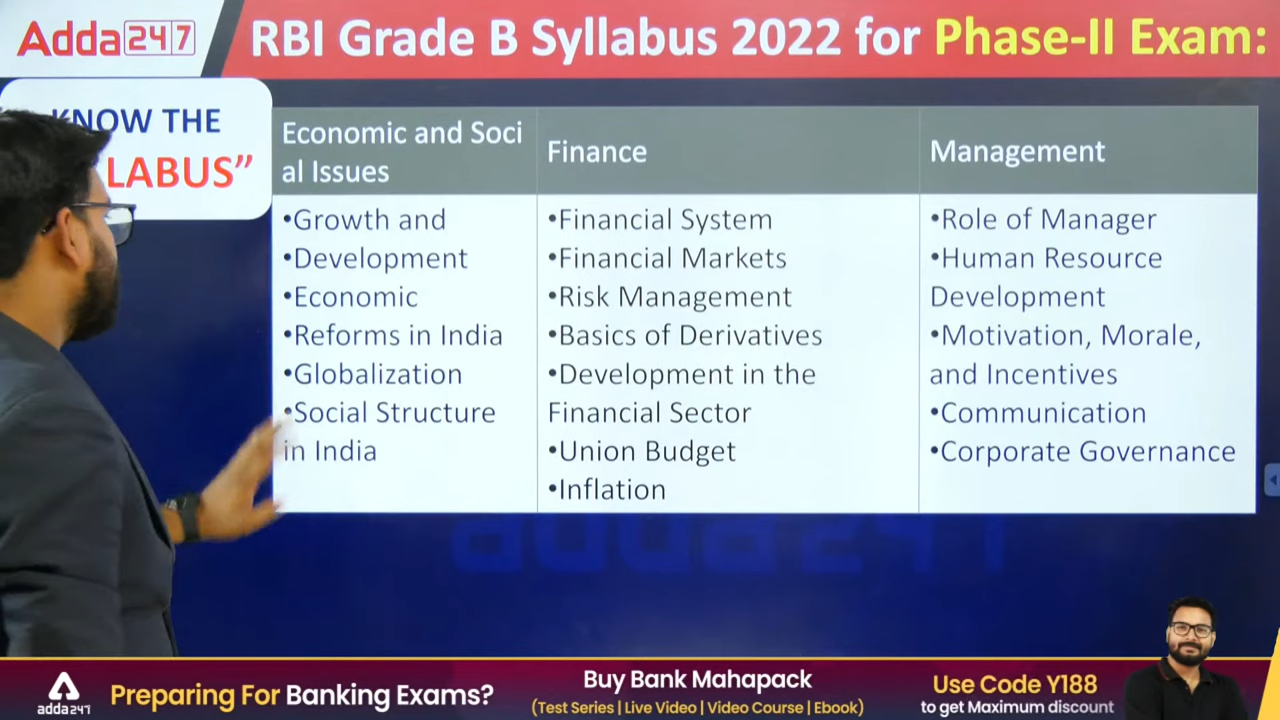 Adda247
RBI Grade B Syllabus 2022 for Phase-II Exam:
KNOW THE
LABUS”
Economic and Soci
al Issues
•Growth and
•Development
•Economic
•Reforms in India
•Globalization
•Social Structure
in India
Finance
•Financial System
•Financial Markets
•Risk Management
•Basics of Derivatives
•Development in the
Financial Sector
•Union Budget
•Inflation
Management
•Role of Manager
•Human Resource
Development
•Motivation, Morale,
and Incentives
•Communication
•Corporate Governance
adda247
adda247
Preparing For Banking Exams?
Buy Bank Mahapack
(Test Series | Live Video | Video Course | Ebook)
Use Code Y188
to get Maximum discount